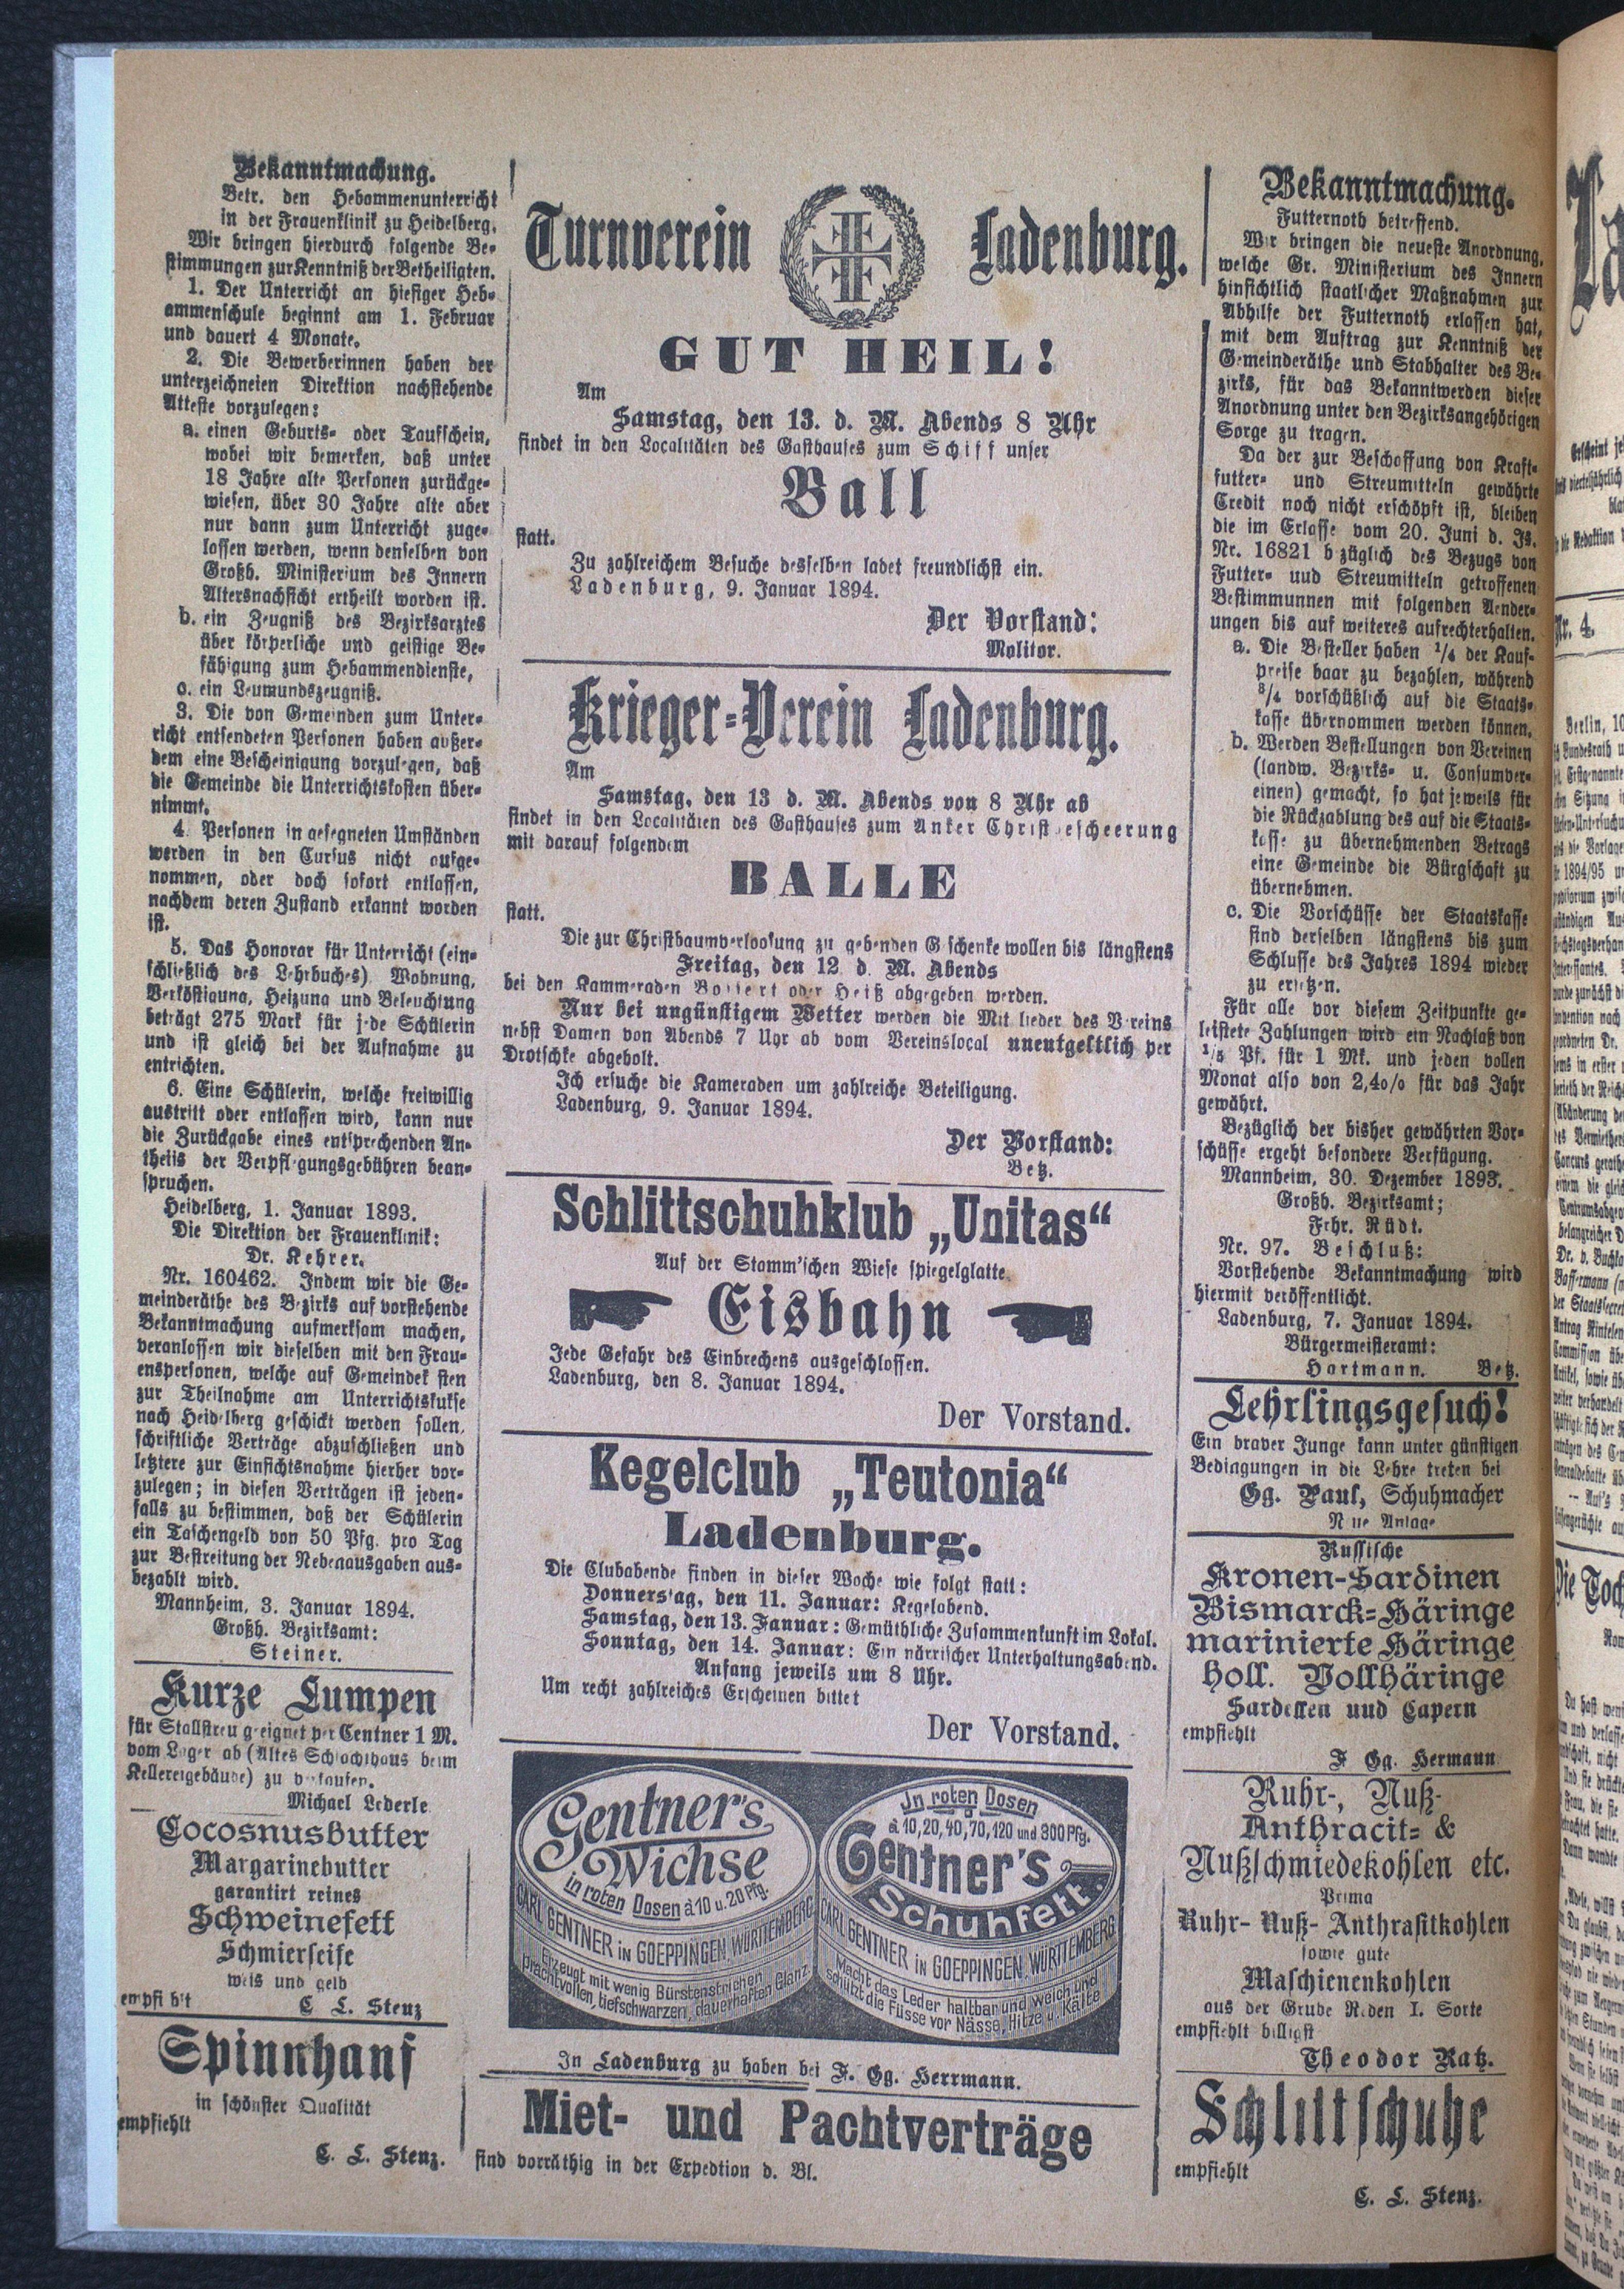 Bekanntmachung.
Betr. den Hebammenunterricht
in der Frauenklinik zu Heidelberg.
Wir bringen hierdurch folgende Be-
stimmungen zur Kenntniß der Betheiligten.
1. Der Unterricht an hiesiger Heb-
ammenschule beginnt am 1. Februar
und dauert 4 Monate.
2. Die Bewerberinnen haben der
unterzeichneien Direktion nachstehende
Atteste vorzulegen:
a. einen Geburts- oder Taufschein,
wobei wir bemerken, daß unter
18 Jahre alte Personen zurückge-
wiesen, über 30 Jahre alte aber
nur dann zum Unterricht zuge-
lassen werden, wenn denselben von
Großh. Ministerium des Innern
Altersnachsicht ertheilt worden ist.
b. ein Zeugniß des Bezirksarztes
über körperliche und geistige Be-
fähigung zum Hebammendienste,
c. ein Leumundszeugniß.
3. Die von Gemeinden zum Unter-
richt entsendeten Personen haben außer-
dem eine Bescheinigung vorzulegen, daß
die Gemeinde die Unterrichtskosten über-
nimmt.
4. Personen in gesegneten Umständen
werden in den Cursus nicht aufge-
nommen, oder doch sofort entlassen,
nachdem deren Zustand erkannt worden
ist.
5. Das Honorar für Unterricht (ein-
schließlich des Lehrbuches) Wohnung,
Verköstigung, Heizung und Beleuchtung
beträgt 275 Mark für jede Schülerin
und ist gleich bei der Aufnahme zu
entrichten.
6. Eine Schülerin, welche freiwillig
austritt oder entlassen wird, kann nur
die Zurückgabe eines entsprechenden An-
theils der Verpflegungsgebühren bean-
spruchen.
Heidelberg, 1. Januar 1893.
Die Direktion der Frauenklinik:
Dr. Kehrer.
Nr. 160462. Indem wir die Ge-
meinderäthe des Bezirks auf vorstehende
Bekanntmachung aufmerksam machen,
veranlassen wir dieselben mit den Frau-
enspersonen, welche auf Gemeindekosten
zur Theilnahme am Unterrichtskukse
nach Heidelberg geschickt werden sollen,
schriftliche Verträge abzuschließen und
letztere zur Einsichtsnahme hierher vor-
zulegen; in diesen Verträgen ist jeden-
falls zu bestimmen, daß der Schülerin
ein Taschengeld von 50 Pfg. pro Tag
zur Bestreitung der Nebenausgaben aus-
bezahlt wird.
Mannheim, 3. Januar 1894.
Großh. Bezirksamt:
Steiner.
Kurze Lumpen
für Stallstreu geeignet per Centner 1 M.
vom Lager ab (Altes Schlachthaus beim
Kellereigebäude) zu verkaufen.
Michael Lederle
Cocosnusbutter
Margarinebutter
garantirt reines
Schweinefett
Schmierseife
weis und gelb
empfiehlt C. L. Stenz
Spinnhanf
in schönster Qualität
empfiehlt
C. L. Stenz.
Turnverein Ladenburg.
GUT HEIL!
Am
Samstag, den 13. d. M. Abends 8 Uhr
findet in den Localitäten des Gasthauses zum Schiff unser
Ball
statt.
Zu zahlreichem Besuche desselben ladet freundlichst ein.
Ladenburg, 9. Januar 1894.
Der Vorstand:
Molitor.
Krieger-Verein Ladenburg.
Am
Samstag, den 13 d. M. Abends von 8 Uhr ab
findet in den Localitäten des Gasthauses zum Anker Christbescheerung
mit darauf folgendem
BALLE
statt.
Die zur Christbaumverloosung zu gebenden Geschenke wollen bis längstens
Freitag, den 12 d. M. Abends
bei den Kammeraden Bossert oder Heiß abgegeben werden.
Nur bei ungünstigem Wetter werden die Mitglieder des Vereins
nebst Damen von Abends 7 Uhr ab vom Vereinslocal unentgeltlich per
Drotschke abgeholt.
Ich ersuche die Kameraden um zahlreiche Beteiligung.
Ladenburg, 9. Januar 1894.
Der Vorstand:
Betz.
Schlittschuhklub „Unitas“
Auf der Stamm'schen Wiese spiegelglatte
Eisbahn
Jede Gefahr des Einbrechens ausgeschlossen.
Ladenburg, den 8. Januar 1894.
Der Vorstand.
Kegelclub „Teutonia“
Ladenburg.
Die Clubabende finden in dieser Woche wie folgt statt:
Donnerstag, den 11. Januar: Kegelabend.
Samstag, den 13. Januar: Gemüthliche Zusammenkunft im Lokal.
Sonntag, den 14. Januar: Ein närrischer Unterhaltungsabend.
Anfang jeweils um 8 Uhr.
Um recht zahlreiches Erscheinen bittet
Der Vorstand.
Gentner's
Wichse
in roten Dosen à 10 u. 20 Pfg.
CARL GENTNER in GOEPPINGEN, WÜRTTEMBERG
Erzeugt mit wenig Bürstenstrichen
prachtvollen, tiefschwarzen, dauerhaften Glanz
In roten Dosen
à 10, 20, 40, 70, 120 und 300 Pfg.
Gentner's
Schuhfett.
CARL GENTNER in GOEPPINGEN, WÜRTTEMBERG
Macht das Leder haltbar und weich und
schützt die Füsse vor Nässe, Hitze u. Kälte
In Ladenburg zu haben bei F. Gg. Herrmann.
Miet- und Pachtverträge
sind vorräthig in der Expedtion d. Bl.
Bekanntmachung.
Futternoth betreffend.
Wir bringen die neueste Anordnung,
welche Gr. Ministerium des Innern
hinsichtlich staatlicher Maßnahmen zur
Abhilfe der Futternoth erlassen hat,
mit dem Auftrag zur Kenntniß der
Gemeinderäthe und Stabhalter des Be-
zirks, für das Bekanntwerden dieser
Anordnung unter den Bezirksangehörigen
Sorge zu tragen.
Da der zur Beschaffung von Kraft-
futter- und Streumitteln gewährte
Credit noch nicht erschöpft ist, bleiben
die im Erlasse vom 20. Juni d. Js.
Nr. 16821 bezüglich des Bezugs von
Futter- uud Streumitteln getroffenen
Bestimmunnen mit folgenden Aender-
ungen bis auf weiteres aufrechterhalten.
a. Die Besteller haben 1/4 der Kauf-
preise baar zu bezahlen, während
3/4 vorschüßlich auf die Staats-
kasse übernommen werden können.
b. Werden Bestellungen von Vereinen
(landw. Bezirks- u. Consumver-
einen) gemacht, so hat jeweils für
die Rückzahlung des auf die Staats-
kasse zu übernehmenden Betrags
eine Gemeinde die Bürgschaft zu
übernehmen.
c. Die Vorschüsse der Staatskasse
sind derselben längstens bis zum
Schlusse des Jahres 1894 wieder
zu ersetzen.
Für alle vor diesem Zeitpunkte ge-
leistete Zahlungen wird ein Nachlaß von
1/5 Pf. für 1 Mk. und jeden vollen
Monat also von 2,4% für das Jahr
gewährt.
Bezüglich der bisher gewährten Vor-
schüsse ergeht besondere Verfügung.
Mannheim, 30. Dezember 1893.
Großh. Bezirksamt;
Frhr. Rüdt.
Nr. 97. Beschluß:
Vorstehende Bekanntmachung wird
hiermit veröffentlicht.
Ladenburg, 7. Januar 1894.
Bürgermeisteramt:
Hartmann. Betz.
Lehrlingsgesuch!
Ein braver Junge kann unter günstigen
Bedingungen in die Lehre treten bei
Gg. Paul, Schuhmacher
Neue Anlage
Russische
Kronen-Sardinen
Bismarck-Häringe
marinierte Häringe
holl. Vollhäringe
Sardellen und Capern
empfiehlt
F Gg. Hermann
Ruhr-, Nuß-
Anthracit- &
Nußschmiedekohlen etc.
Prima
Ruhr- Nuß- Anthrasitkohlen
sowie gute
Maschienenkohlen
aus der Grube Reden I. Sorte
empfiehlt billigst
Theodor Katz.
Schlittschuhe
empfiehlt
C. L. Stenz.
Nr. 4.